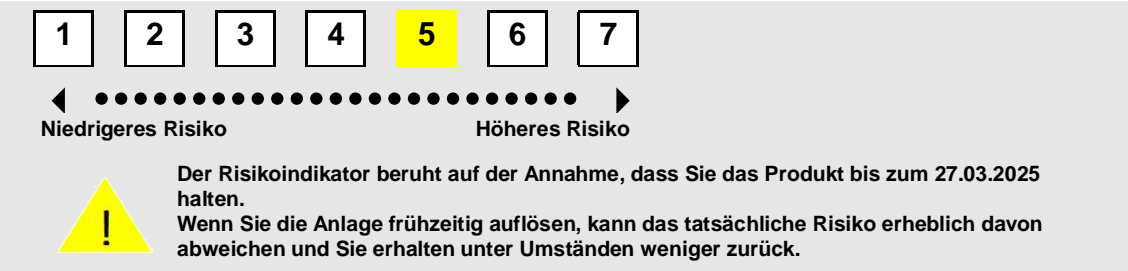 1 2 3 4 5 6 7
Niedrigeres Risiko Höheres Risiko
Der Risikoindikator beruht auf der Annahme, dass Sie das Produkt bis zum 27.03.2025
halten.
Wenn Sie die Anlage frühzeitig auflösen, kann das tatsächliche Risiko erheblich davon
abweichen und Sie erhalten unter Umständen weniger zurück.
!